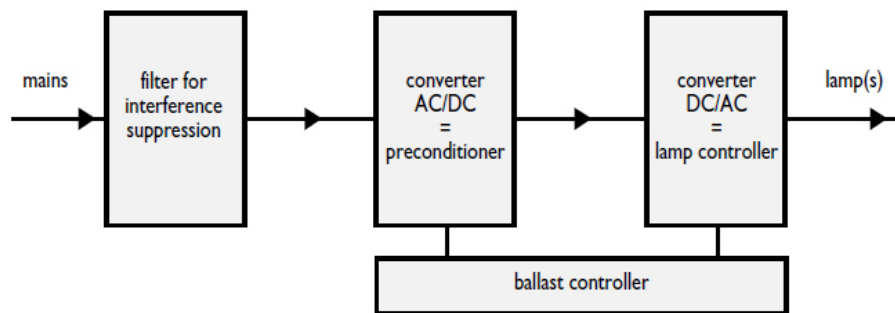 mains
filter for
interference
suppression
converter
AC/DC
=
preconditioner
converter
DC/AC
=
lamp controller
lamp(s)
ballast controller